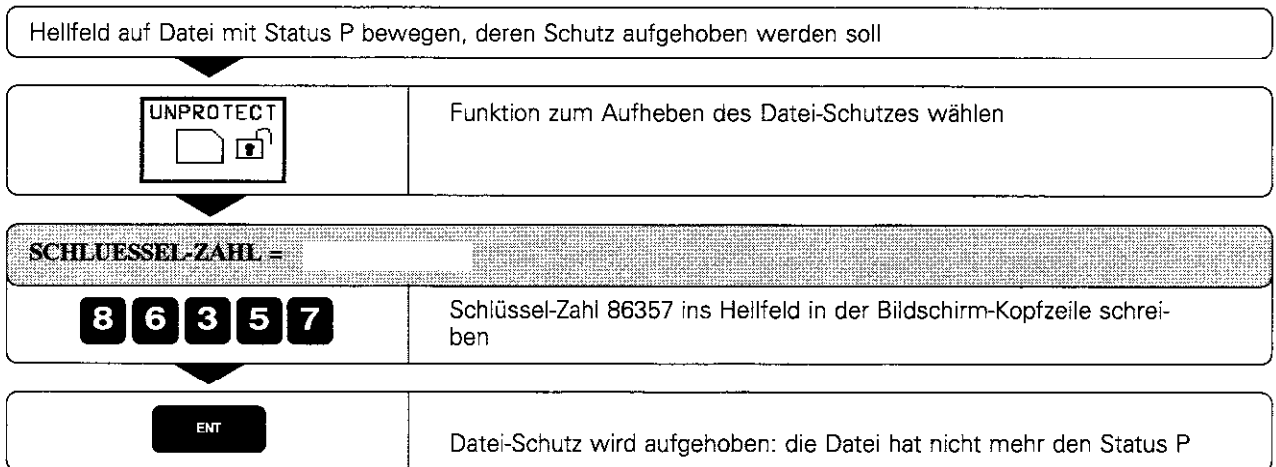 Hellfeld auf Datei mit Status P bewegen, deren Schutz aufgehoben werden soll
UNPROTECT
Funktion zum Aufheben des Datei-Schutzes wählen
SCHLUESSEL-ZAHL =
8 6 3 5 7
Schlüssel-Zahl 86357 ins Hellfeld in der Bildschirm-Kopfzeile schrei-
ben
ENT
Datei-Schutz wird aufgehoben: die Datei hat nicht mehr den Status P